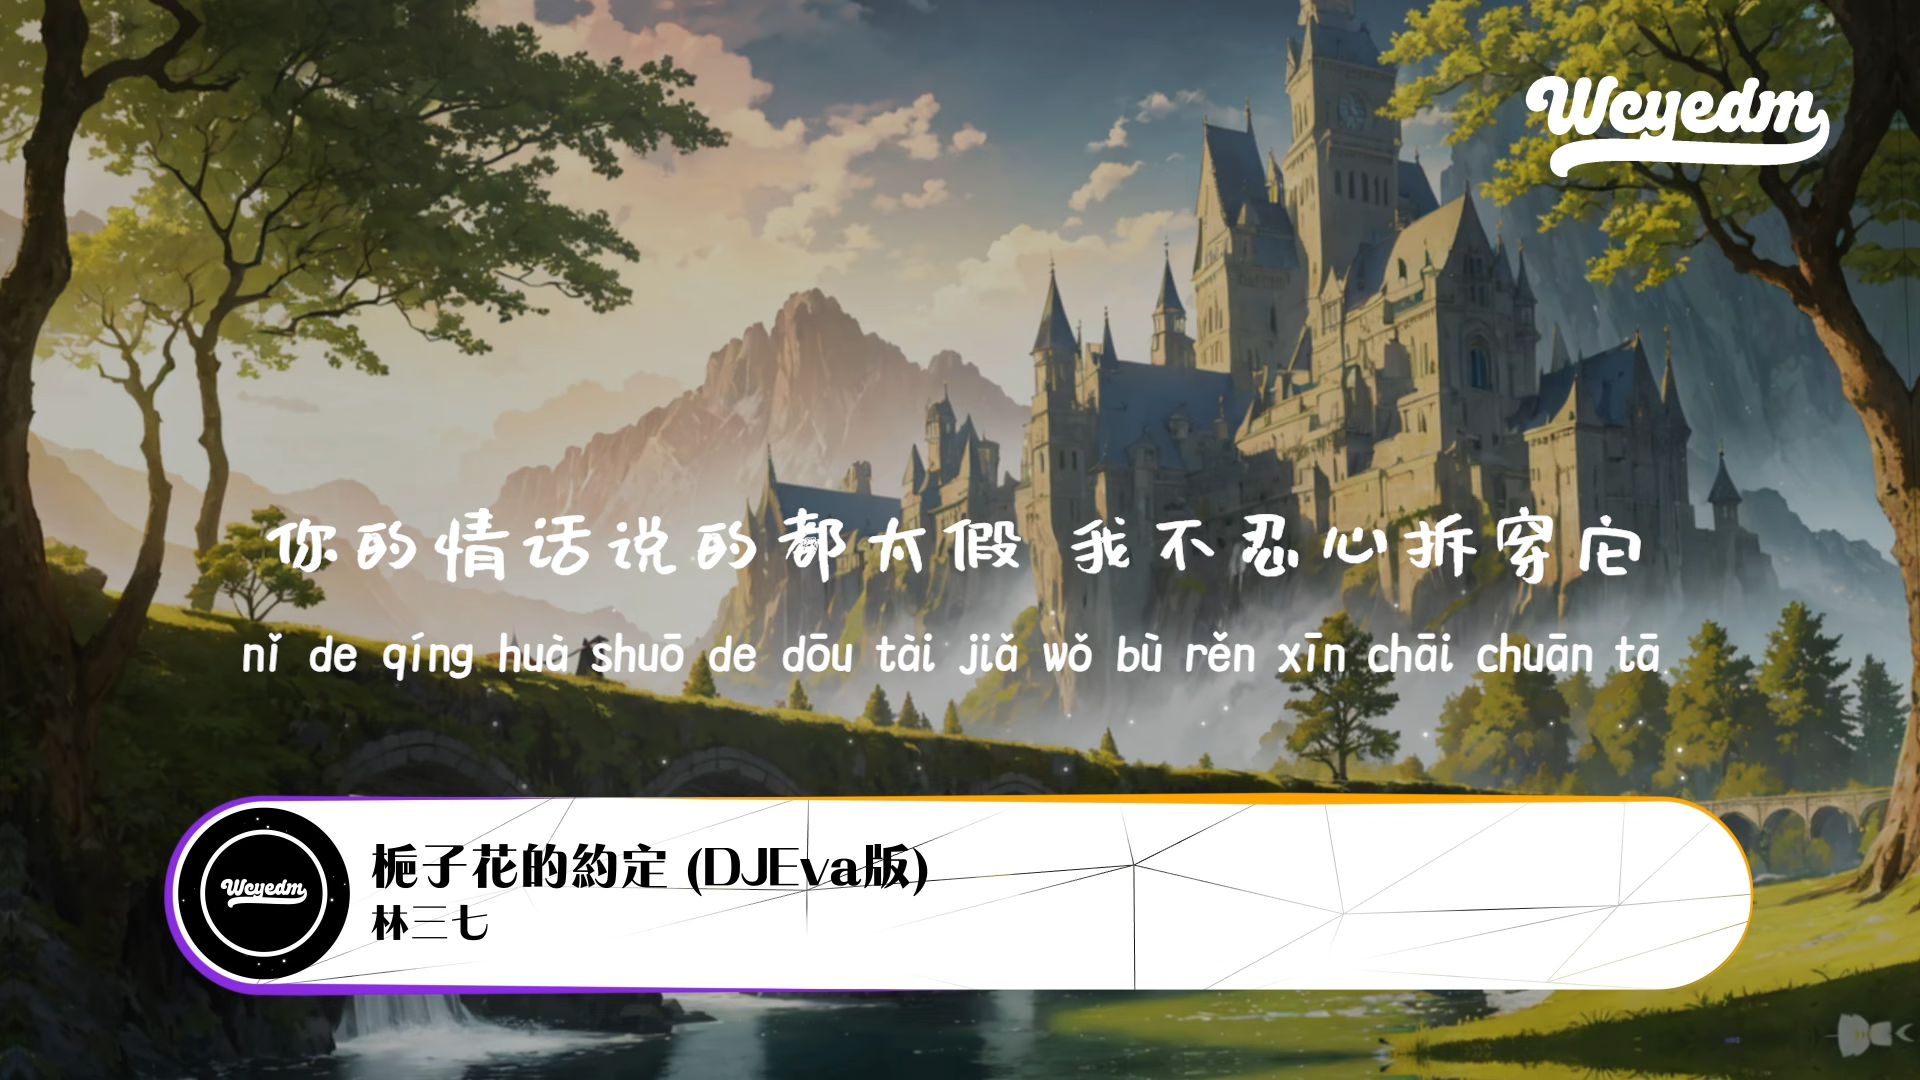 Wcyedm
你的情话说的都太假 我不忍心拆穿它
nǐ de qíng huà shuō de dōu tài jiǎ wǒ bù rěn xīn chāi chuān tā
Wcyedm
栀子花的約定 (DJEva版)
林三七